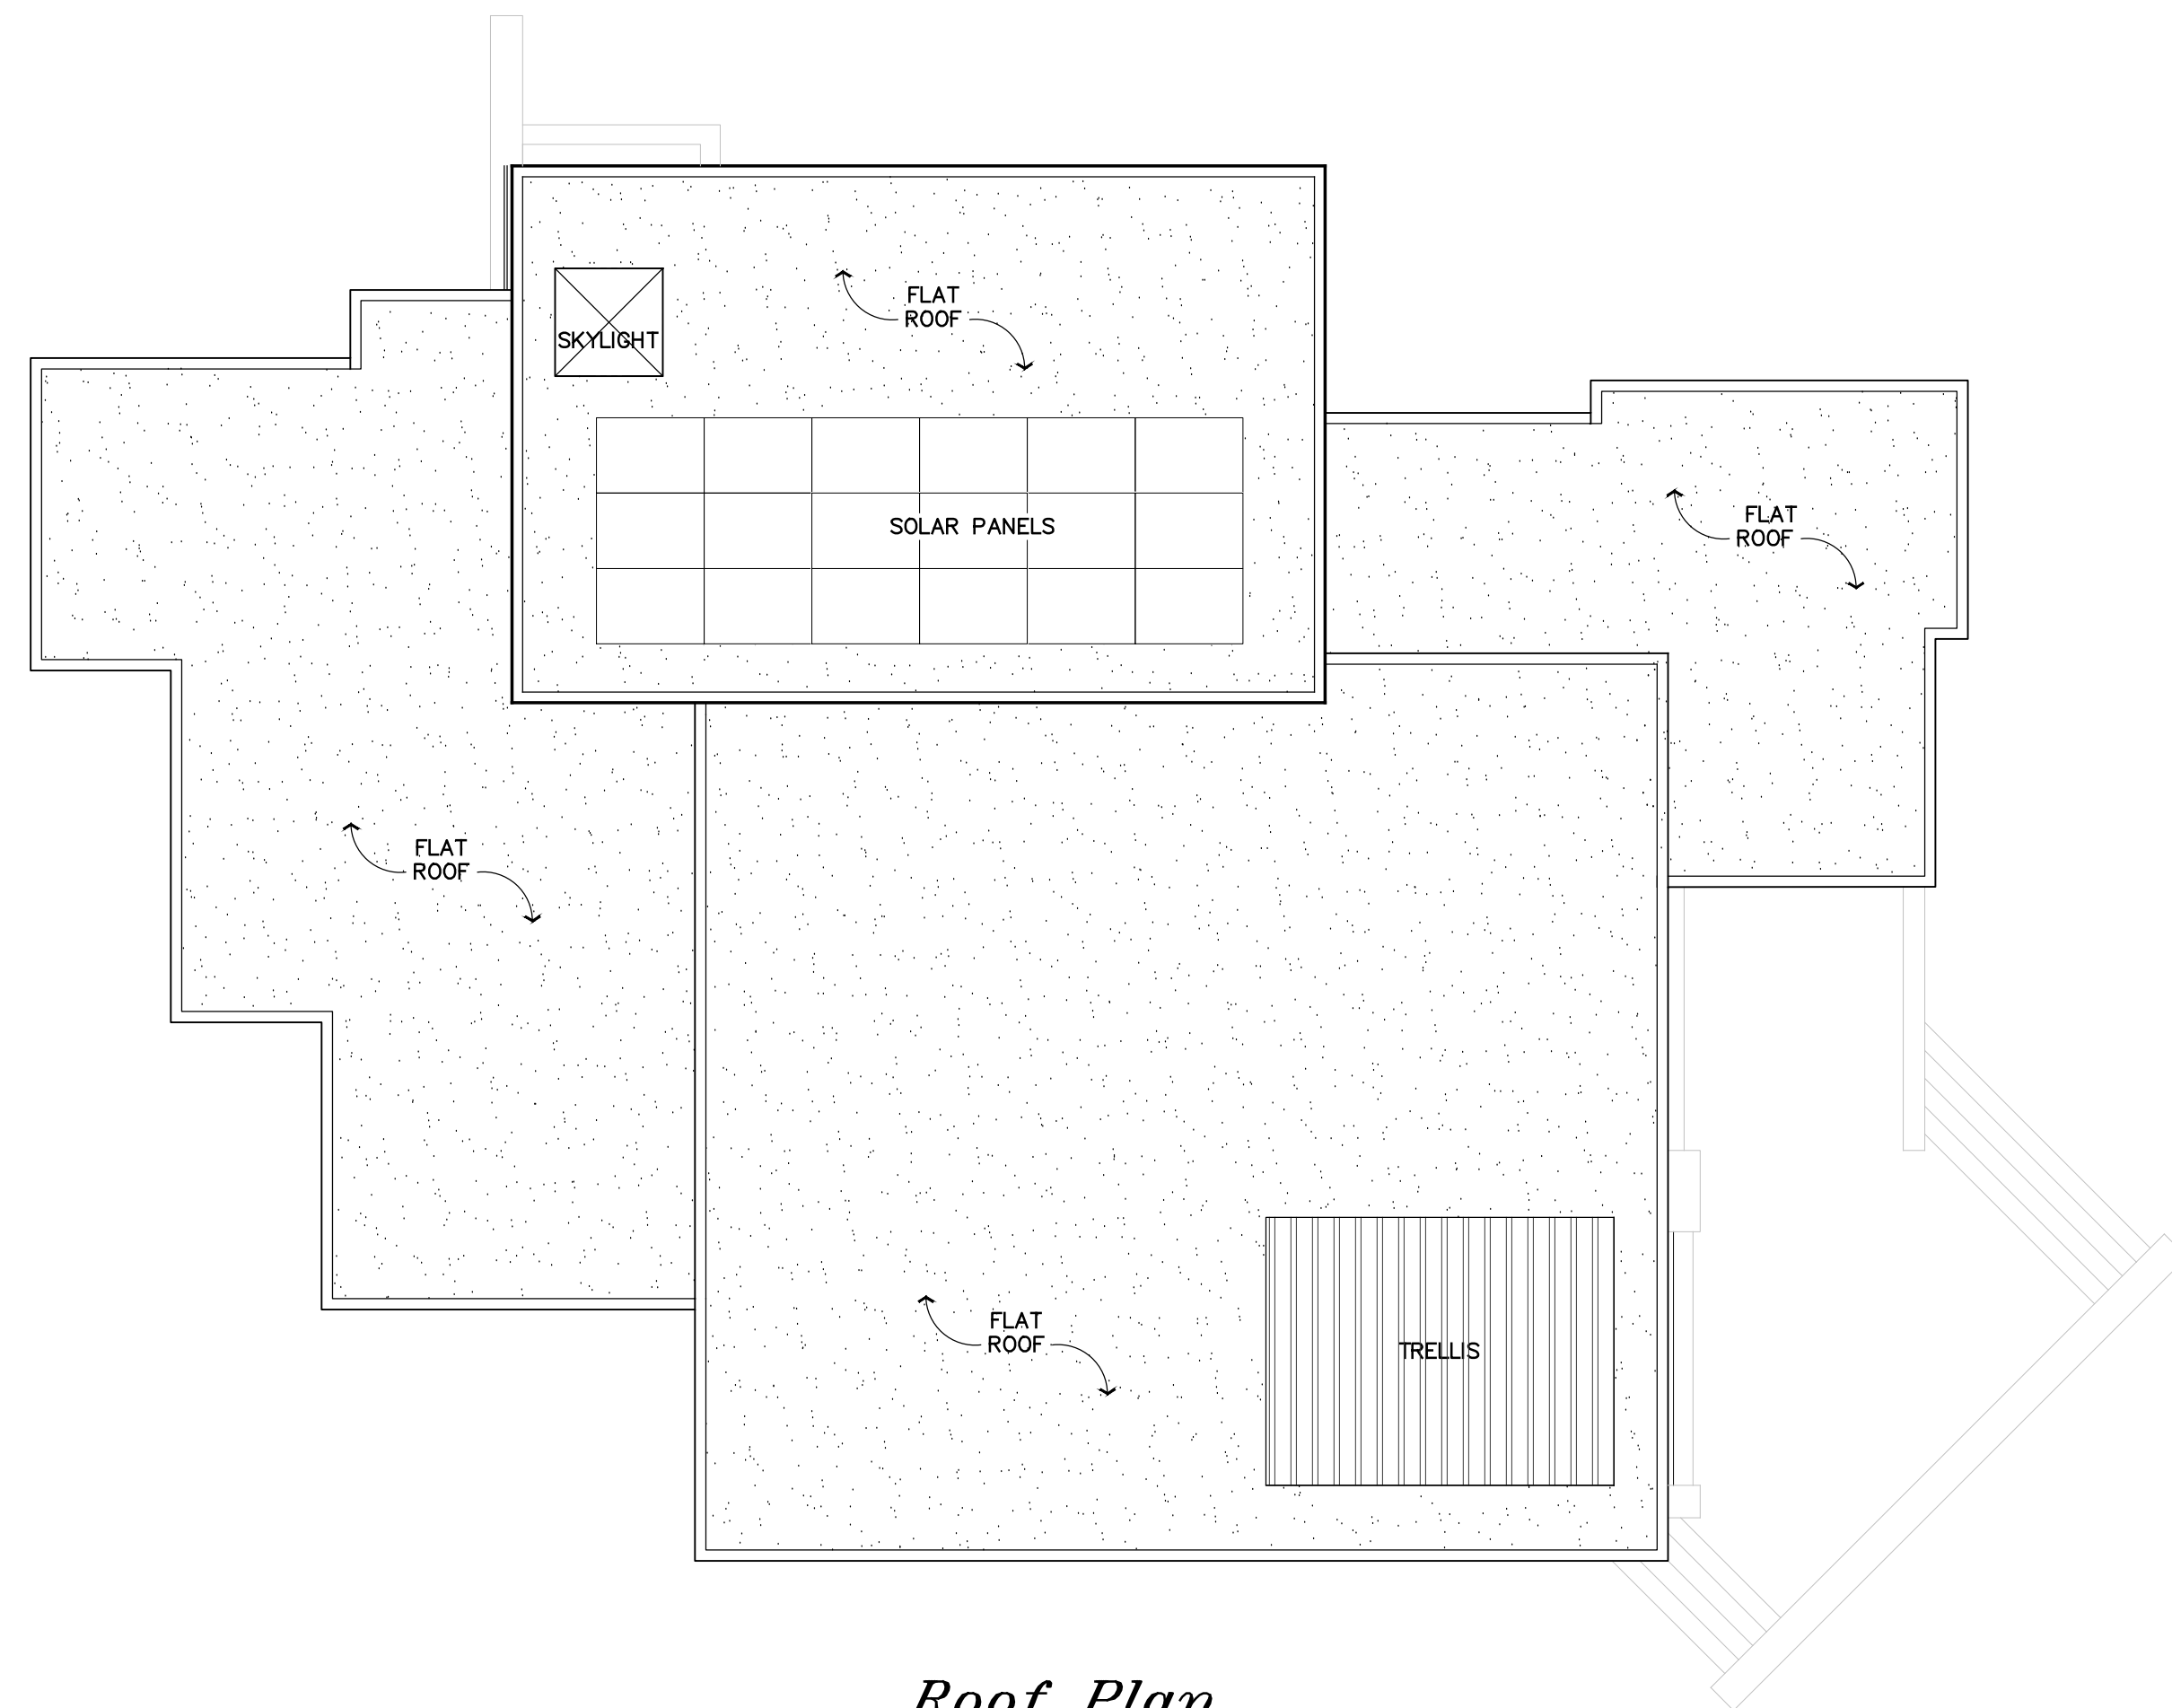 FLAT
ROOF
SKYLIGHT
SOLAR PANELS
FLAT
ROOF
FLAT
ROOF
FLAT
ROOF
TRELLIS
Roof Plan